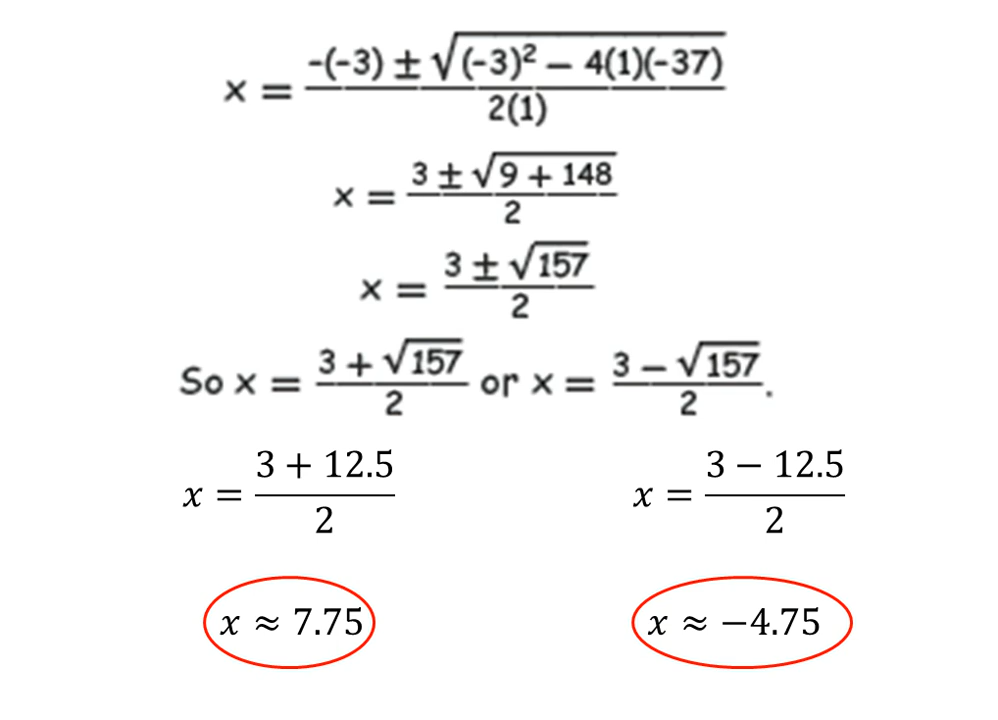 x = (-(-3) ± √((-3)² − 4(1)(-37))) / 2(1)
x = (3 ± √(9 + 148)) / 2
x = (3 ± √157) / 2
So x = (3 + √157) / 2 or x = (3 − √157) / 2.
x = (3 + 12.5) / 2 x = (3 − 12.5) / 2
x ≈ 7.75 x ≈ −4.75